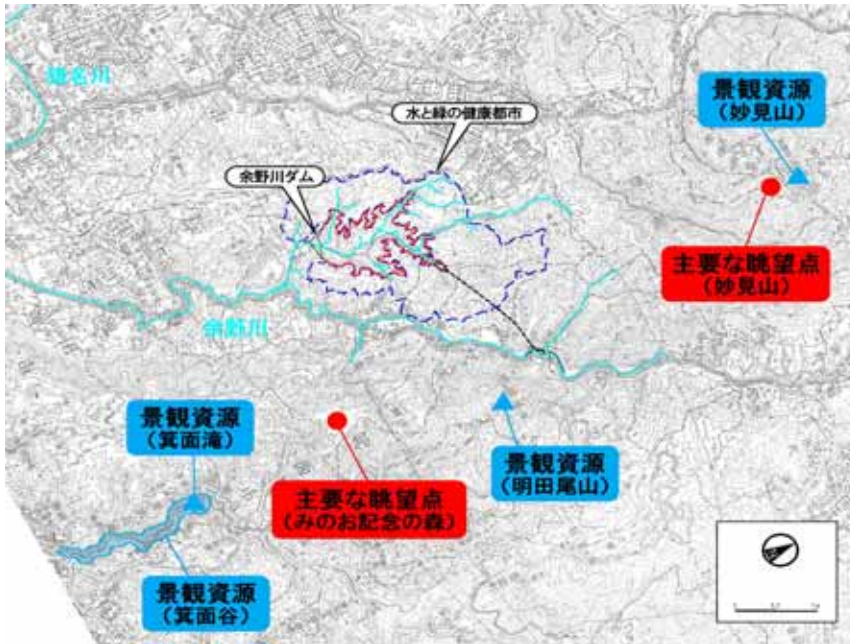 猪名川
景観資源
(妙見山)
水と緑の健康都市
余野川ダム
主要な眺望点
(妙見山)
余野川
景観資源
(箕面滝)
主要な眺望点
(みのお記念の森)
景観資源
(明田尾山)
景観資源
(箕面谷)